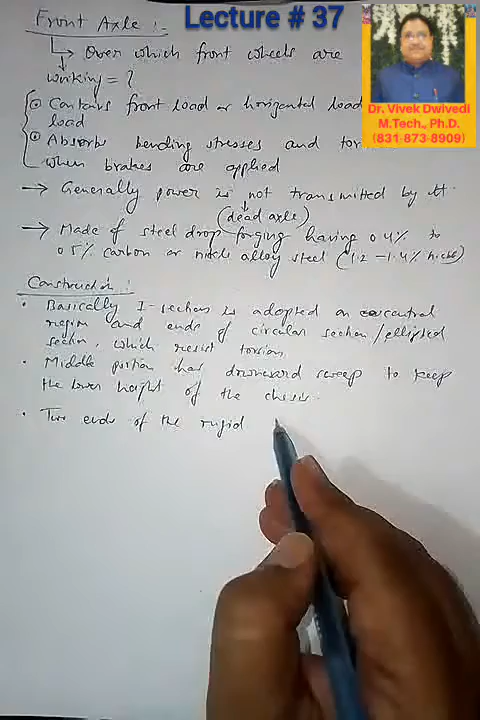 Lecture # 37
Front Axle :-
Over which front wheels are
working = ?
Contains front load or horizontal load
load
Absorbs bending stresses and
when brakes are applied
→ Generally power is not transmitted by it.
(dead axle)
→ Made of steel drop forging having 0.4% to
0.5% carbon or nickle alloy steel (1.2 - 1.4% nickle)
Construction :
• Basically I-section is adopted on central
region and ends of circular section / elliptical
section, which resist torsion
• Middle portion has downward sweep to keep
the lower height of the chassis.
• Two ends of the rigid
Dr. Vivek Dwivedi
M.Tech., Ph.D.
(831-873-8909)